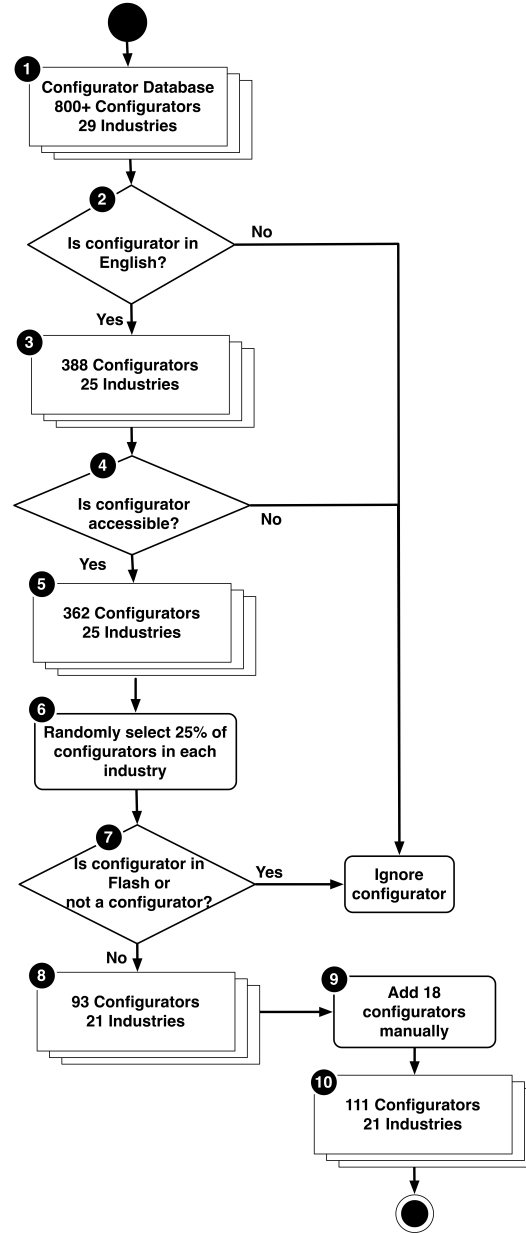 1
Configurator Database
800+ Configurators
29 Industries
2
Is configurator in
English?
No
Yes
3
388 Configurators
25 Industries
4
Is configurator
accessible?
No
Yes
5
362 Configurators
25 Industries
6
Randomly select 25% of
configurators in each
industry
7
Is configurator in
Flash or
not a configurator?
Yes
Ignore
configurator
No
8
93 Configurators
21 Industries
9
Add 18
configurators
manually
10
111 Configurators
21 Industries